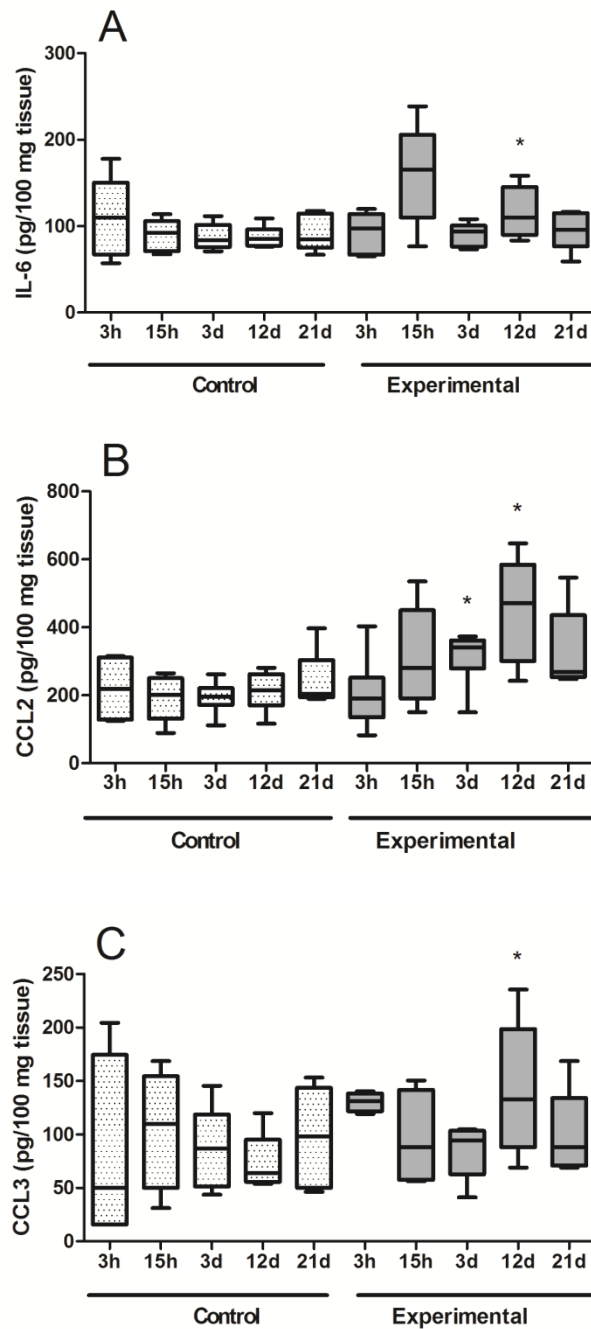 A
IL-6 (pg/100 mg tissue)
300
200
100
0
*
3h 15h 3d 12d 21d 3h 15h 3d 12d 21d
Control Experimental
B
CCL2 (pg/100 mg tissue)
800
600
400
200
0
*
*
3h 15h 3d 12d 21d 3h 15h 3d 12d 21d
Control Experimental
C
CCL3 (pg/100 mg tissue)
250
200
150
100
50
0
*
3h 15h 3d 12d 21d 3h 15h 3d 12d 21d
Control Experimental